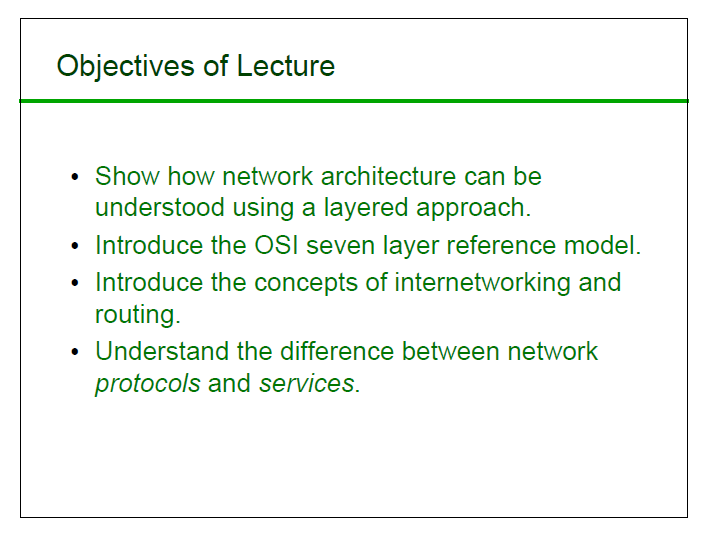 Objectives of Lecture
• Show how network architecture can be
understood using a layered approach.
• Introduce the OSI seven layer reference model.
• Introduce the concepts of internetworking and
routing.
• Understand the difference between network
protocols and services.